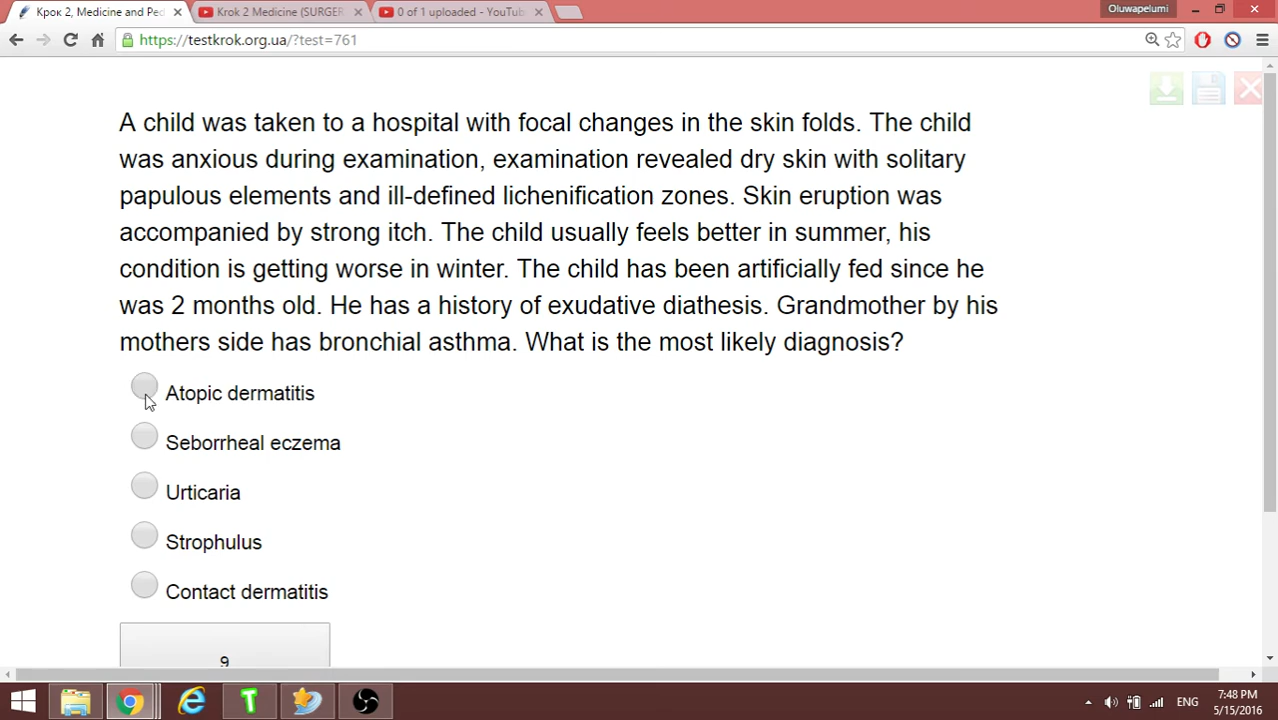 Крок 2, Medicine and Ped
Krok 2 Medicine (SURGER
0 of 1 uploaded - YouTub
Oluwapelumi
https://testkrok.org.ua/?test=761
A child was taken to a hospital with focal changes in the skin folds. The child
was anxious during examination, examination revealed dry skin with solitary
papulous elements and ill-defined lichenification zones. Skin eruption was
accompanied by strong itch. The child usually feels better in summer, his
condition is getting worse in winter. The child has been artificially fed since he
was 2 months old. He has a history of exudative diathesis. Grandmother by his
mothers side has bronchial asthma. What is the most likely diagnosis?
Atopic dermatitis
Seborrheal eczema
Urticaria
Strophulus
Contact dermatitis
9
ENG
7:48 PM
5/15/2016